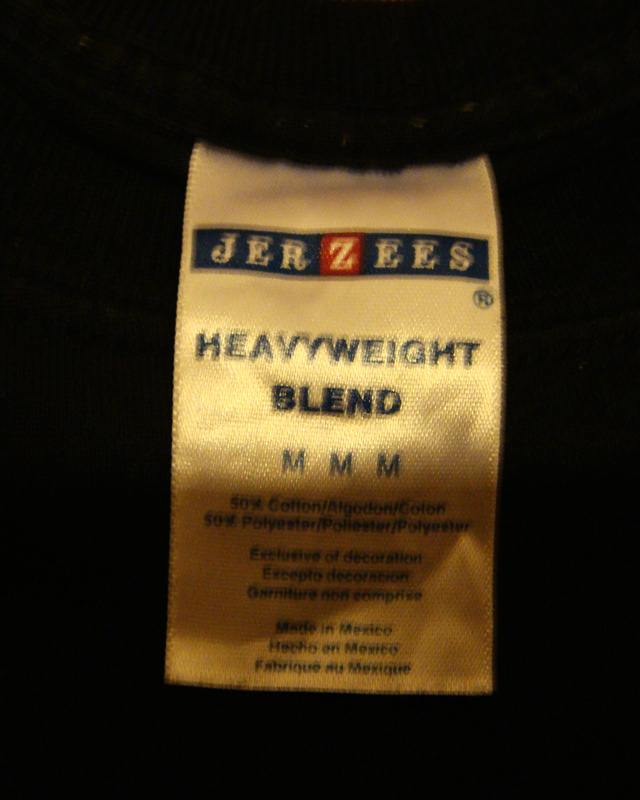 JERZEES
®
HEAVYWEIGHT
BLEND
M M M
50% Cotton/Algodon/Coton
50% Polyester/Poliester/Polyester
Exclusive of decoration
Excepto decoracion
Garniture non comprise
Made in Mexico
Hecho en Mexico
Fabrique au Mexique